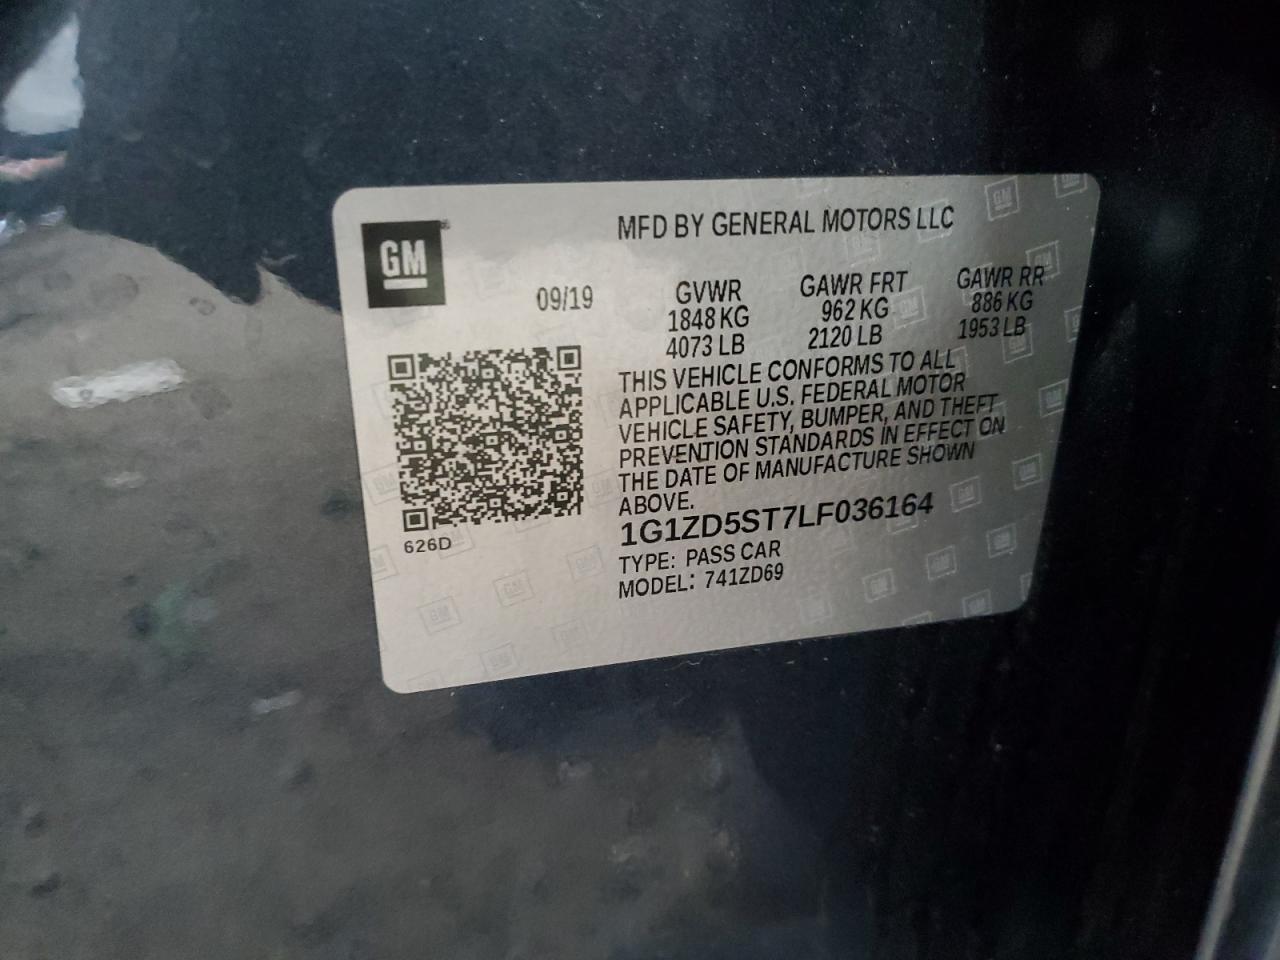 GM
MFD BY GENERAL MOTORS LLC
09/19
GVWR GAWR FRT GAWR RR
1848 KG 962 KG 886 KG
4073 LB 2120 LB 1953 LB
THIS VEHICLE CONFORMS TO ALL
APPLICABLE U.S. FEDERAL MOTOR
VEHICLE SAFETY, BUMPER, AND THEFT
PREVENTION STANDARDS IN EFFECT ON
THE DATE OF MANUFACTURE SHOWN
ABOVE.
1G1ZD5ST7LF036164
TYPE: PASS CAR
MODEL: 741ZD69
626D